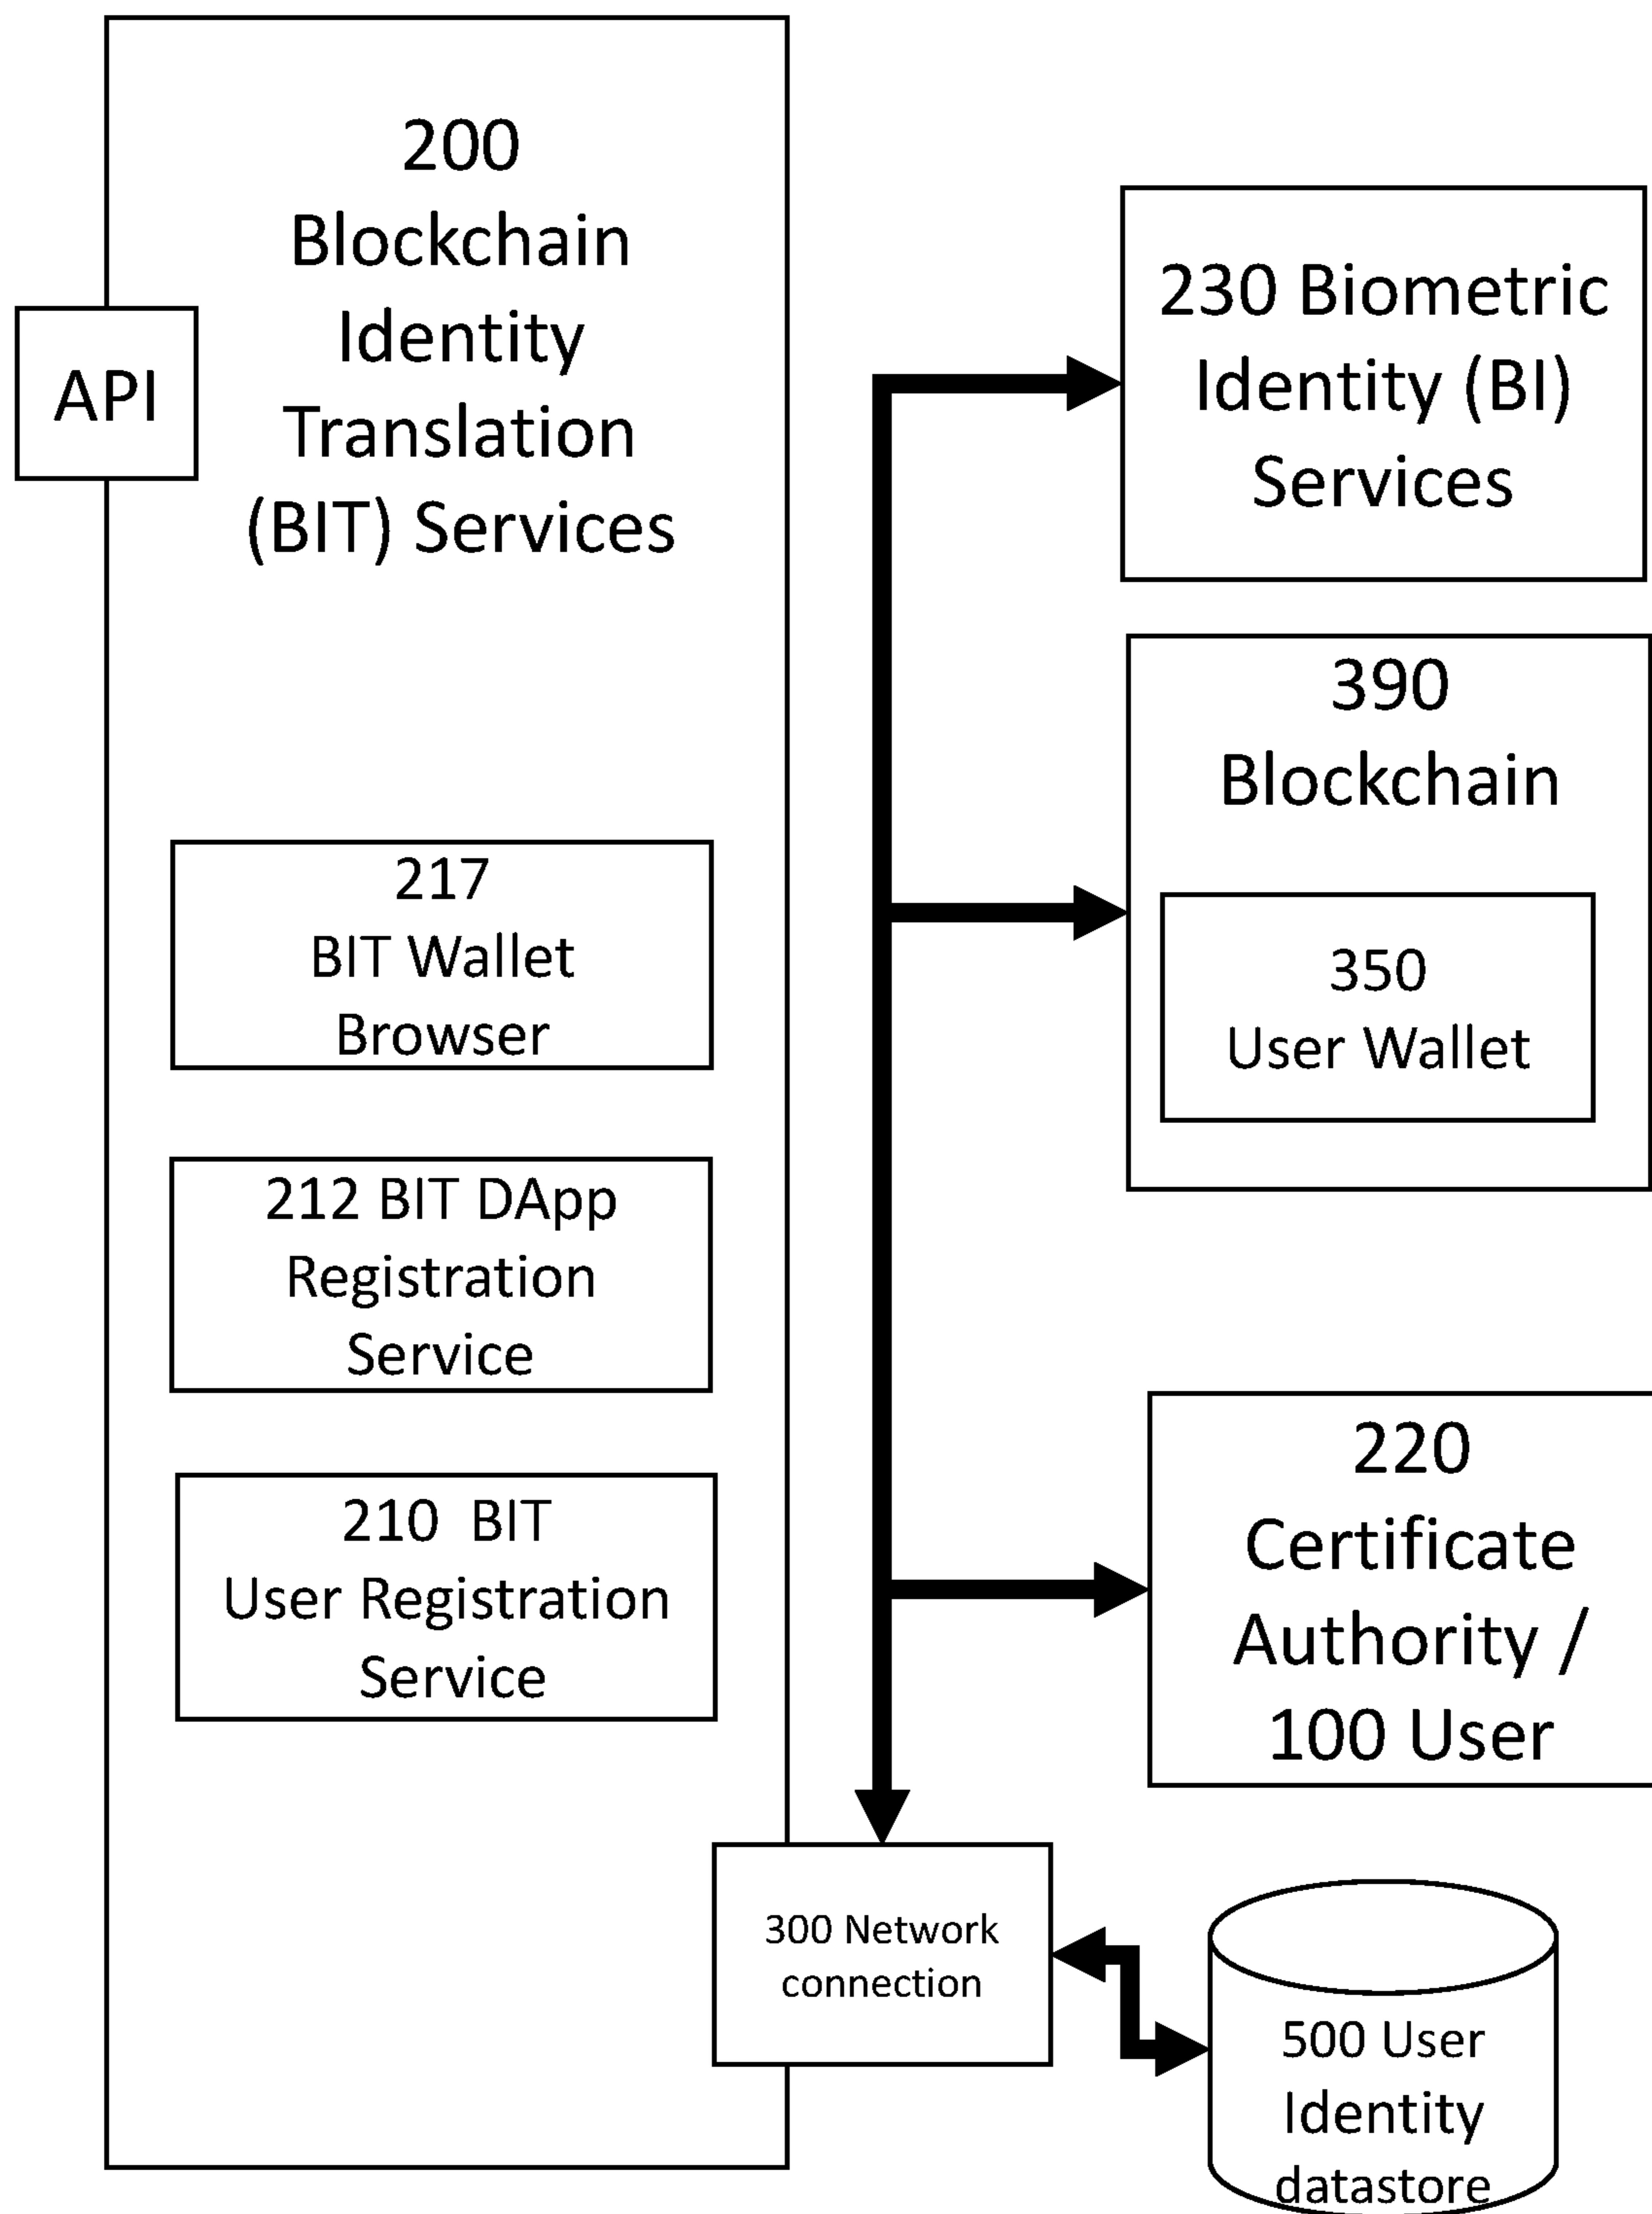 200
Blockchain
Identity
Translation
(BIT) Services
API
217
BIT Wallet
Browser
212 BIT DApp
Registration
Service
210 BIT
User Registration
Service
230 Biometric
Identity (BI)
Services
390
Blockchain
350
User Wallet
220
Certificate
Authority /
100 User
300 Network
connection
500 User
Identity
datastore